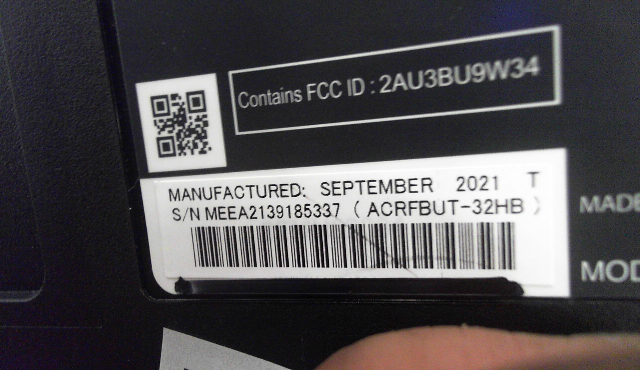 Contains FCC ID : 2AU3BU9W34
MANUFACTURED: SEPTEMBER 2021 T
S/N MEEA2139185337 ( ACRFBUT-32HB )